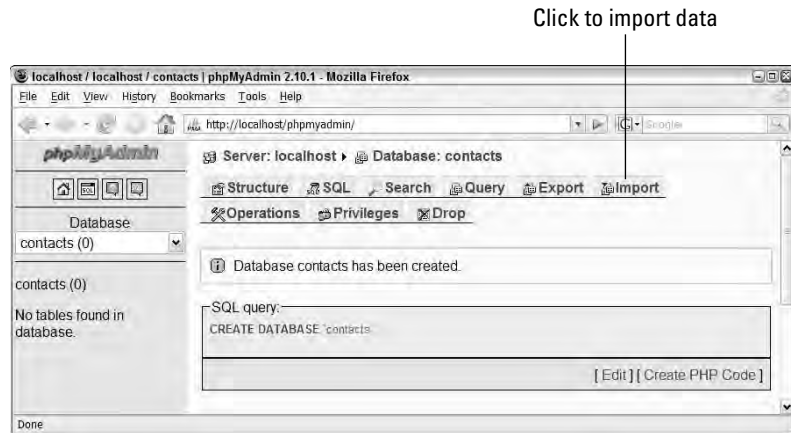 Click to import data
localhost / localhost / contacts | phpMyAdmin 2.10.1 - Mozilla Firefox
File Edit View History Bookmarks Tools Help
http://localhost/phpmyadmin/
G Google
phpMyAdmin
Server: localhost Database: contacts
Structure SQL Search Query Export Import
Operations Privileges Drop
Database
contacts (0)
contacts (0)
No tables found in
database.
Database contacts has been created.
SQL query:
CREATE DATABASE `contacts
[ Edit ] [ Create PHP Code ]
Done